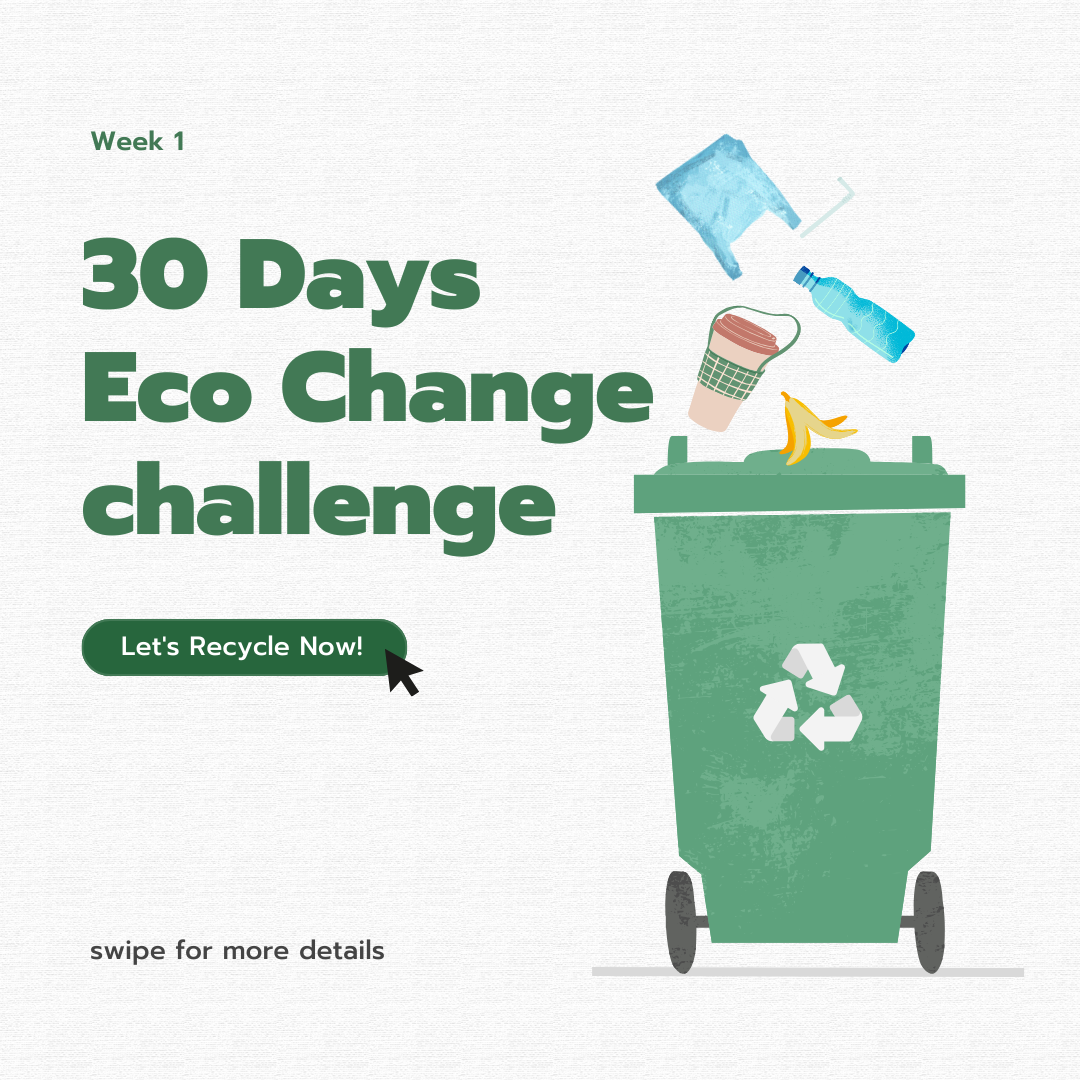 Week 1
30 Days
Eco Change
challenge
Let's Recycle Now!
swipe for more details